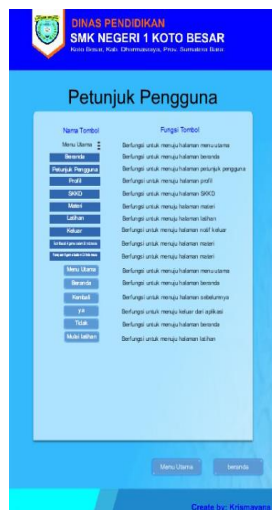 DINAS PENDIDIKAN
SMK NEGERI 1 KOTO BESAR
Koto Besar, Kab. Dharmasraya, Prov. Sumatera Barat
Petunjuk Pengguna
Nama Tombol Fungsi Tombol
Menu Utama Berfungsi untuk menuju halaman menu utama
Beranda Berfungsi untuk menuju halaman beranda
Petunjuk Pengguna Berfungsi untuk menuju halaman petunjuk pengguna
Profil Berfungsi untuk menuju halaman profil
SKKD Berfungsi untuk menuju halaman SKKD
Materi Berfungsi untuk menuju halaman materi
Latihan Berfungsi untuk menuju halaman latihan
Keluar Berfungsi untuk menuju halaman notif keluar
Berfungsi untuk menuju halaman materi
Berfungsi untuk menuju halaman materi
Menu Utama Berfungsi untuk menuju halaman menu utama
Beranda Berfungsi untuk menuju halaman beranda
Kembali Berfungsi untuk menuju halaman sebelumnya
ya Berfungsi untuk menuju keluar dari aplikasi
Tidak Berfungsi untuk menuju halaman beranda
Mulai latihan Berfungsi untuk menuju halaman latihan
Menu Utama beranda
Create by: Krismayana